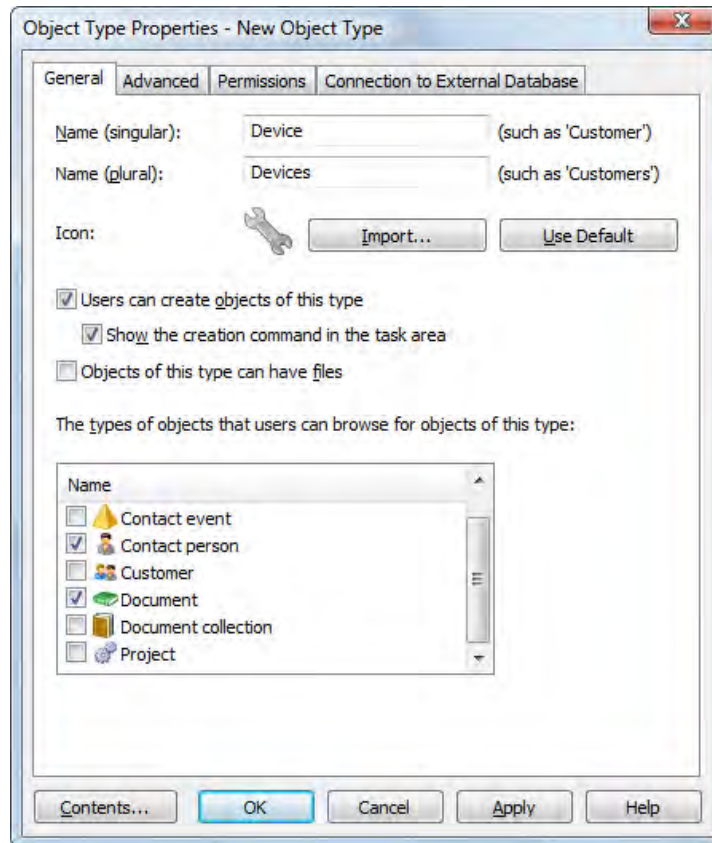 Object Type Properties - New Object Type
General Advanced Permissions Connection to External Database
Name (singular): Device (such as 'Customer')
Name (plural): Devices (such as 'Customers')
Icon: Import... Use Default
Users can create objects of this type
Show the creation command in the task area
Objects of this type can have files
The types of objects that users can browse for objects of this type:
Name
Contact event
Contact person
Customer
Document
Document collection
Project
Contents... OK Cancel Apply Help